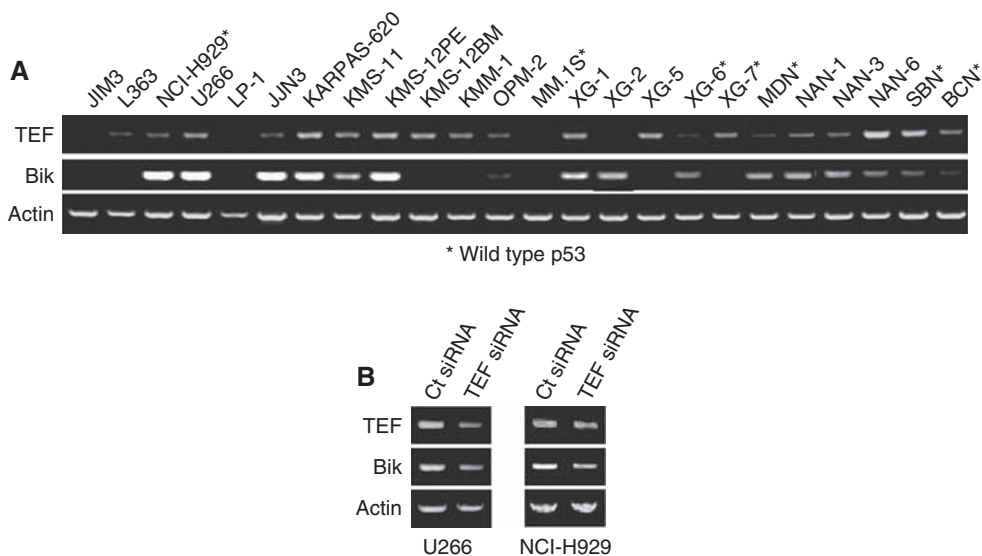 A
JIM3 L363 NCI-H929* U266 LP-1 JJN3 KARPAS-620 KMS-11 KMS-12PE KMS-12BM KMM-1 OPM-2 MM.1S* XG-1 XG-2 XG-5 XG-6* XG-7* MDN* NAN-1 NAN-3 NAN-6 SBN* BCN*
TEF
Bik
Actin
* Wild type p53
B
Ct siRNA TEF siRNA Ct siRNA TEF siRNA
TEF
Bik
Actin
U266 NCI-H929